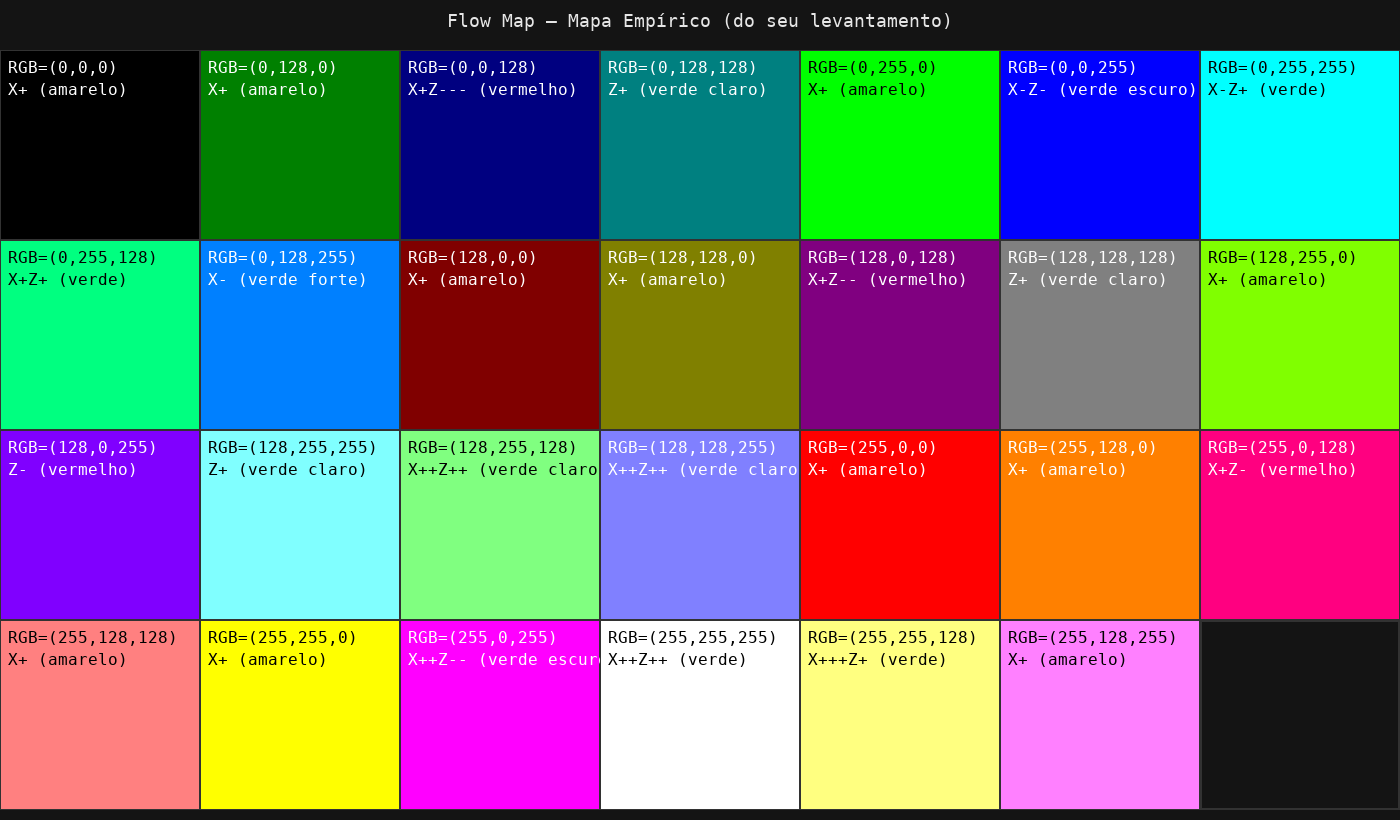 Flow Map — Mapa Empírico (do seu levantamento)
RGB=(0,0,0)
X+ (amarelo)
RGB=(0,128,0)
X+ (amarelo)
RGB=(0,0,128)
X+Z--- (vermelho)
RGB=(0,128,128)
Z+ (verde claro)
RGB=(0,255,0)
X+ (amarelo)
RGB=(0,0,255)
X-Z- (verde escuro)
RGB=(0,255,255)
X-Z+ (verde)
RGB=(0,255,128)
X+Z+ (verde)
RGB=(0,128,255)
X- (verde forte)
RGB=(128,0,0)
X+ (amarelo)
RGB=(128,128,0)
X+ (amarelo)
RGB=(128,0,128)
X+Z-- (vermelho)
RGB=(128,128,128)
Z+ (verde claro)
RGB=(128,255,0)
X+ (amarelo)
RGB=(128,0,255)
Z- (vermelho)
RGB=(128,255,255)
Z+ (verde claro)
RGB=(128,255,128)
X++Z++ (verde claro
RGB=(128,128,255)
X++Z++ (verde claro
RGB=(255,0,0)
X+ (amarelo)
RGB=(255,128,0)
X+ (amarelo)
RGB=(255,0,128)
X+Z- (vermelho)
RGB=(255,128,128)
X+ (amarelo)
RGB=(255,255,0)
X+ (amarelo)
RGB=(255,0,255)
X++Z-- (verde escuro
RGB=(255,255,255)
X++Z++ (verde)
RGB=(255,255,128)
X+++Z+ (verde)
RGB=(255,128,255)
X+ (amarelo)